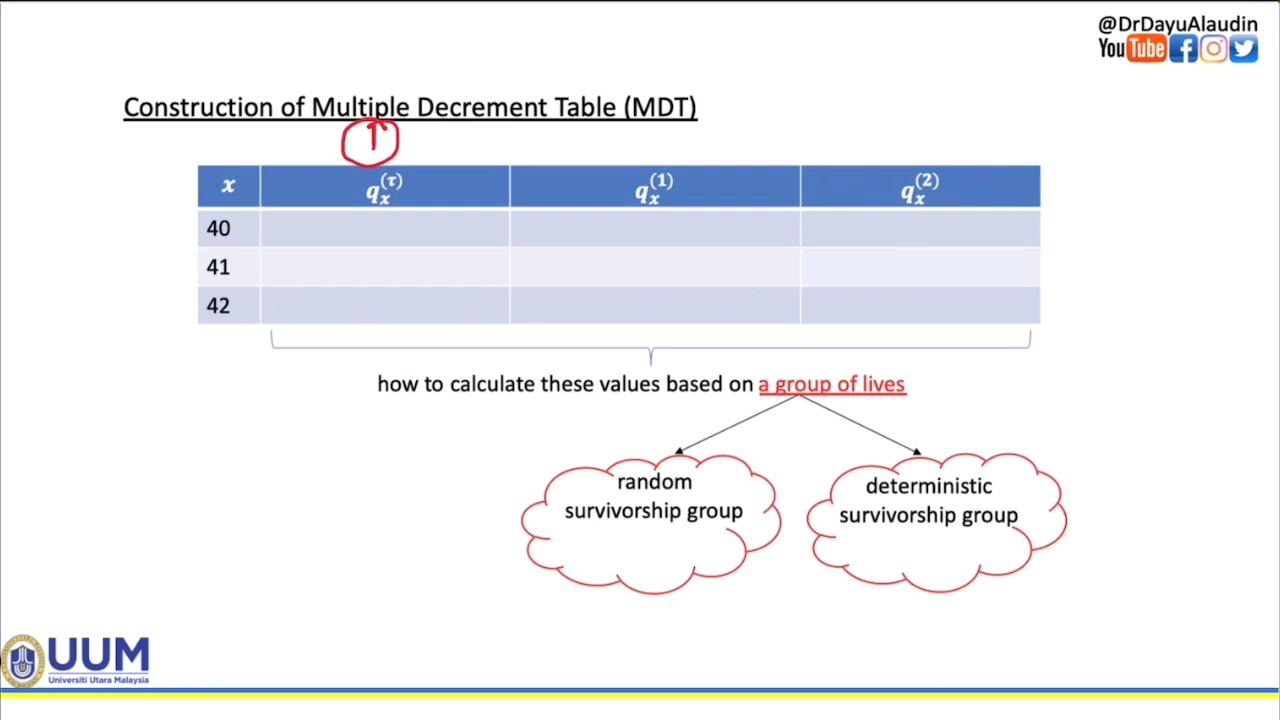 @DrDayuAlaudin
YouTube
Construction of Multiple Decrement Table (MDT)
x q_x^(τ) q_x^(1) q_x^(2)
40
41
42
how to calculate these values based on a group of lives
random
survivorship group
deterministic
survivorship group
UUM
Universiti Utara Malaysia